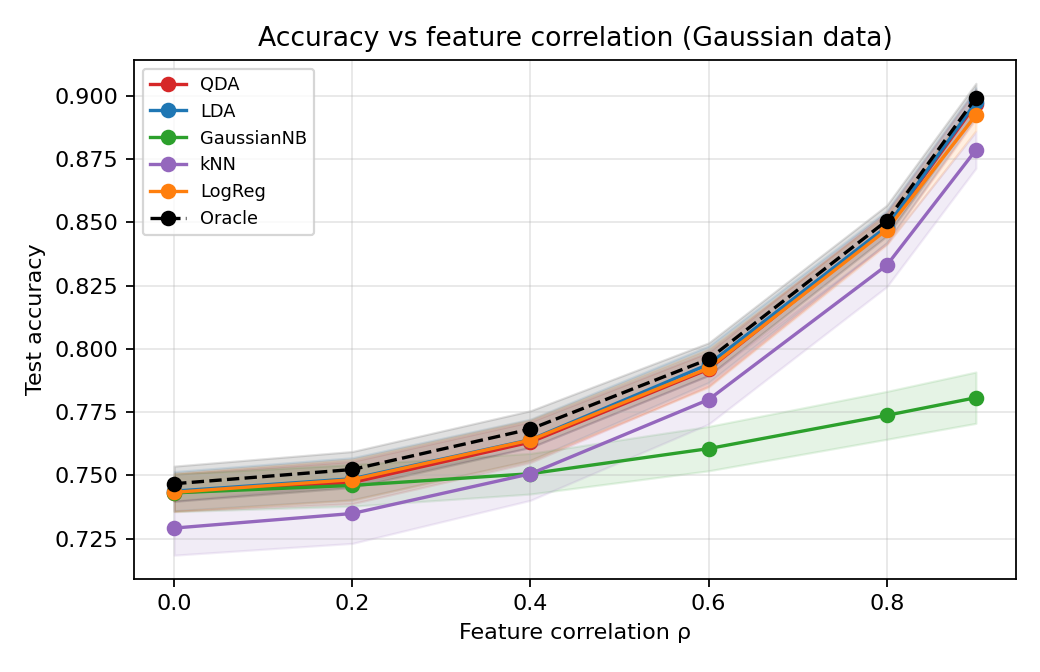 Accuracy vs feature correlation (Gaussian data)
QDA
LDA
GaussianNB
kNN
LogReg
Oracle
Test accuracy
0.900
0.875
0.850
0.825
0.800
0.775
0.750
0.725
0.0 0.2 0.4 0.6 0.8
Feature correlation ρ